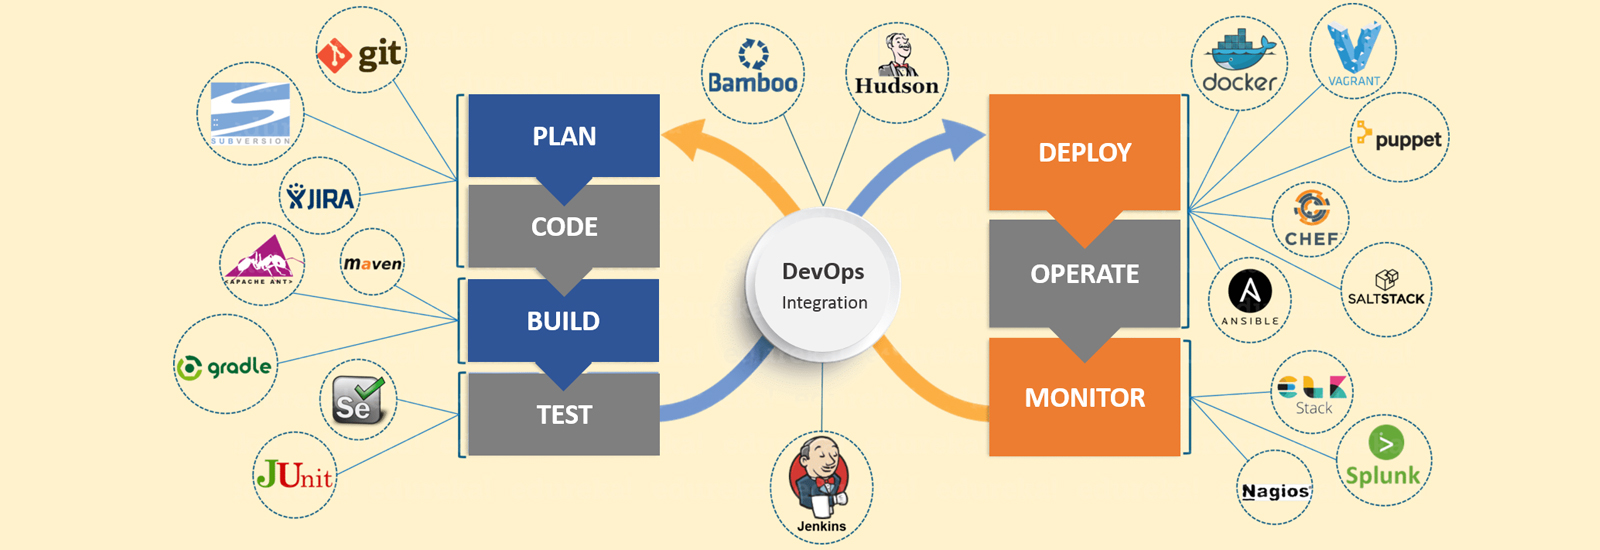 git
SUBVERSION
JIRA
<APACHE ANT>
maven
gradle
Se
JUnit
PLAN
CODE
BUILD
TEST
Bamboo
Hudson
DevOps
Integration
Jenkins
DEPLOY
OPERATE
MONITOR
docker
VAGRANT
puppet
CHEF
ANSIBLE
SALTSTACK
ELK
Stack
Splunk
Nagios